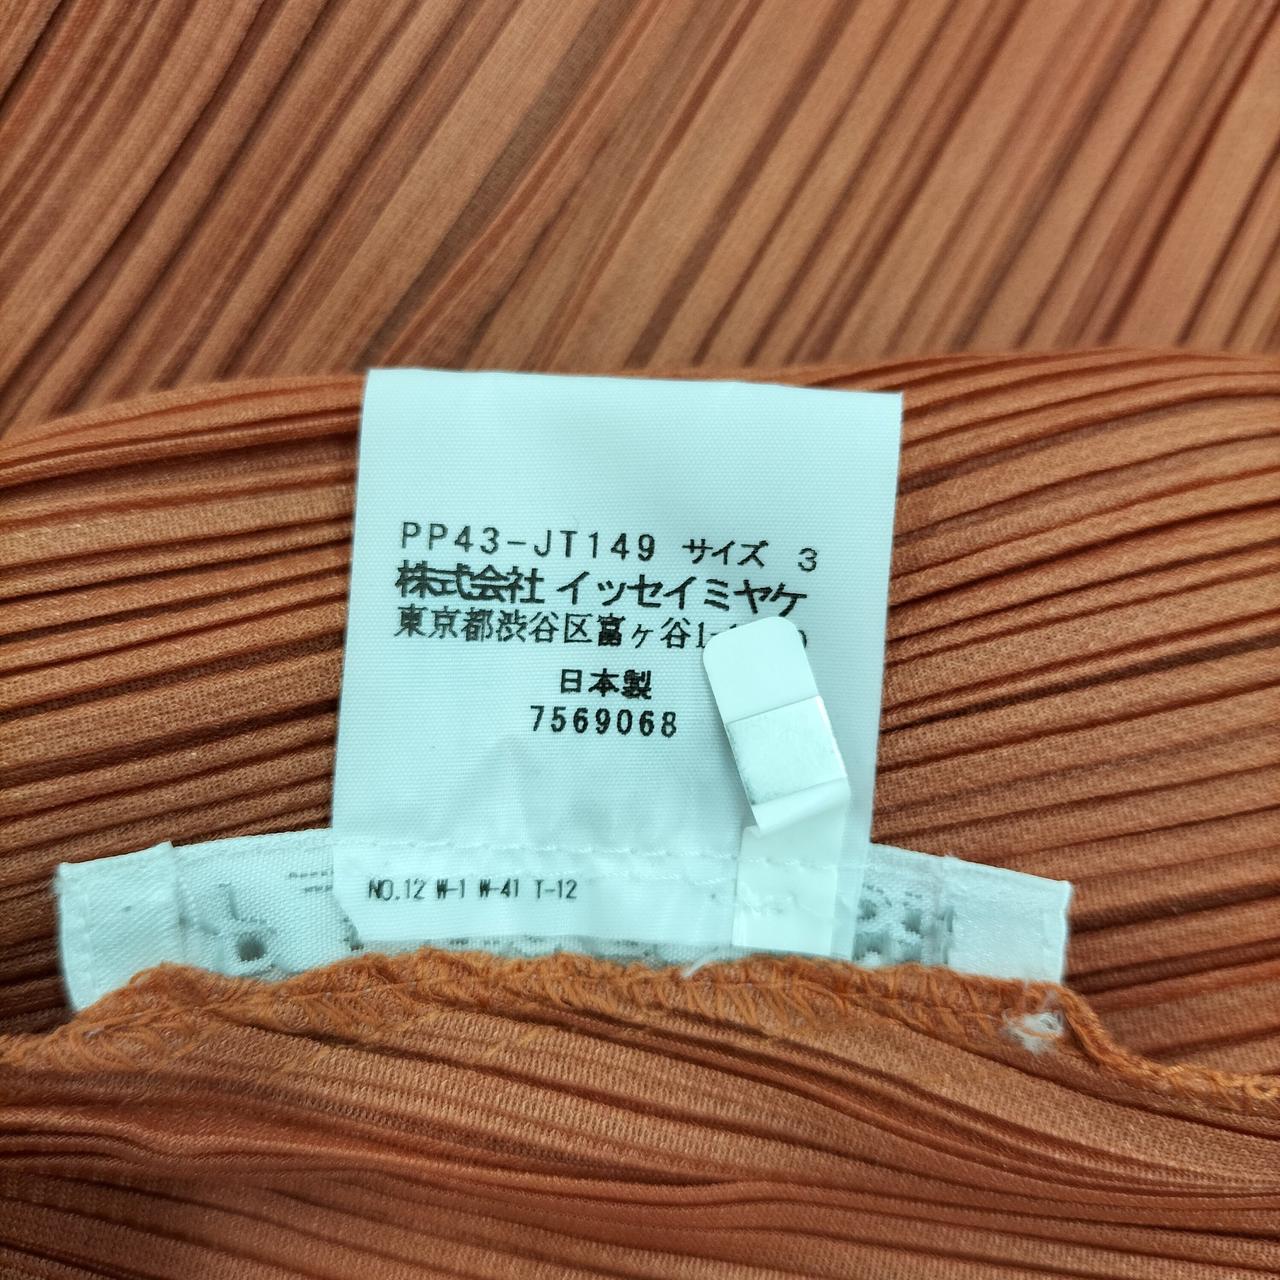 PP43-JT149 サイズ 3
株式会社 イッセイミヤケ
東京都渋谷区富ヶ谷
日本製
7569068
NO.12 W-1 W-41 T-12